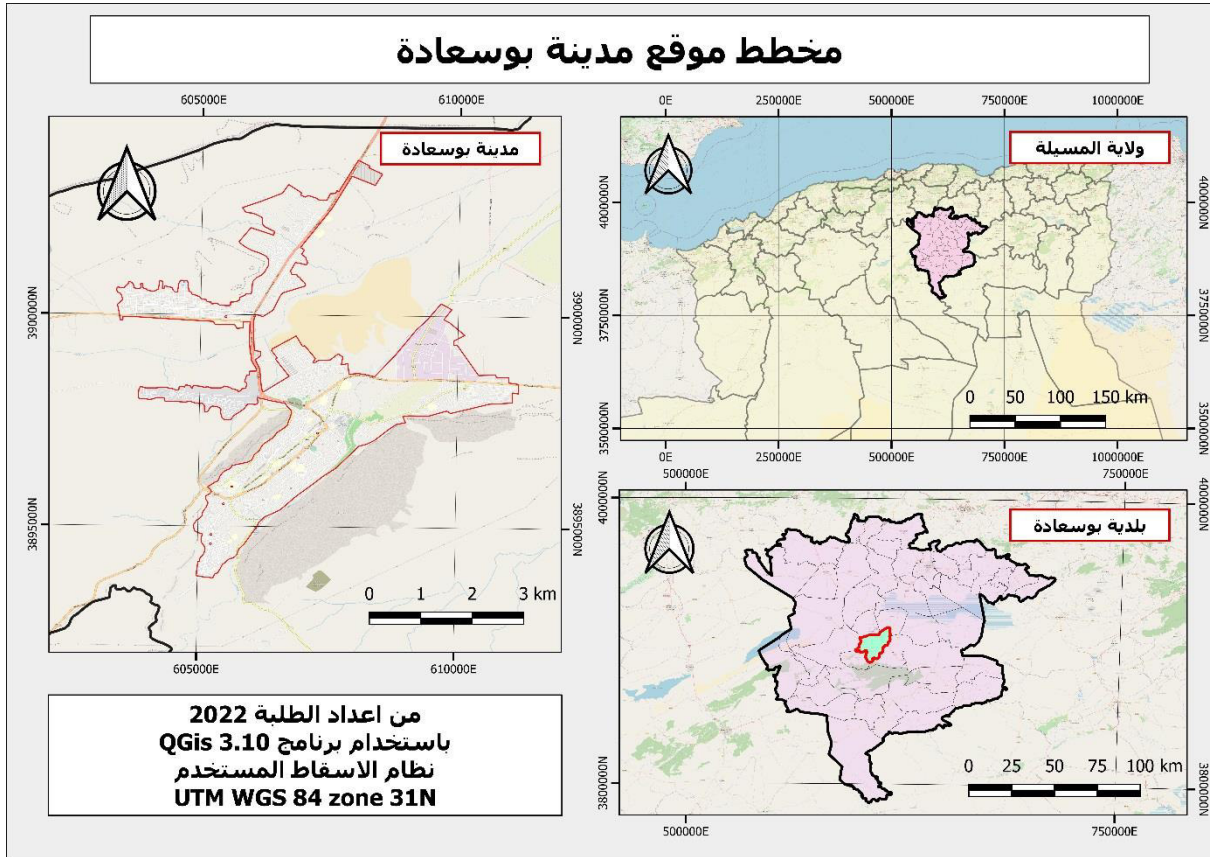 مخطط موقع مدينة بوسعادة
605000E 610000E
مدينة بوسعادة
3900000N 3900000N
3895000N 3895000N
0 1 2 3 km
605000E 610000E
0E 250000E 500000E 750000E 1000000E
ولاية المسيلة
4000000N 4000000N
3750000N 3750000N
3500000N 3500000N
0 50 100 150 km
0E 250000E 500000E 750000E 1000000E
500000E 750000E
بلدية بوسعادة
4000000N 4000000N
3800000N 3800000N
0 25 50 75 100 km
500000E 750000E
من اعداد الطلبة 2022
باستخدام برنامج QGis 3.10
نظام الاسقاط المستخدم
UTM WGS 84 zone 31N